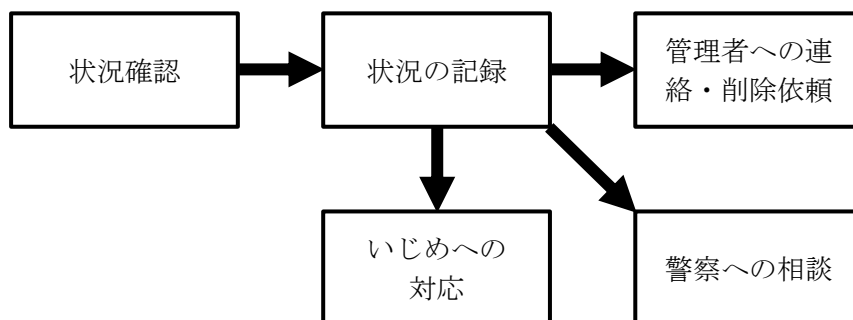 状況確認
状況の記録
管理者への連
絡・削除依頼
いじめへの
対応
警察への相談